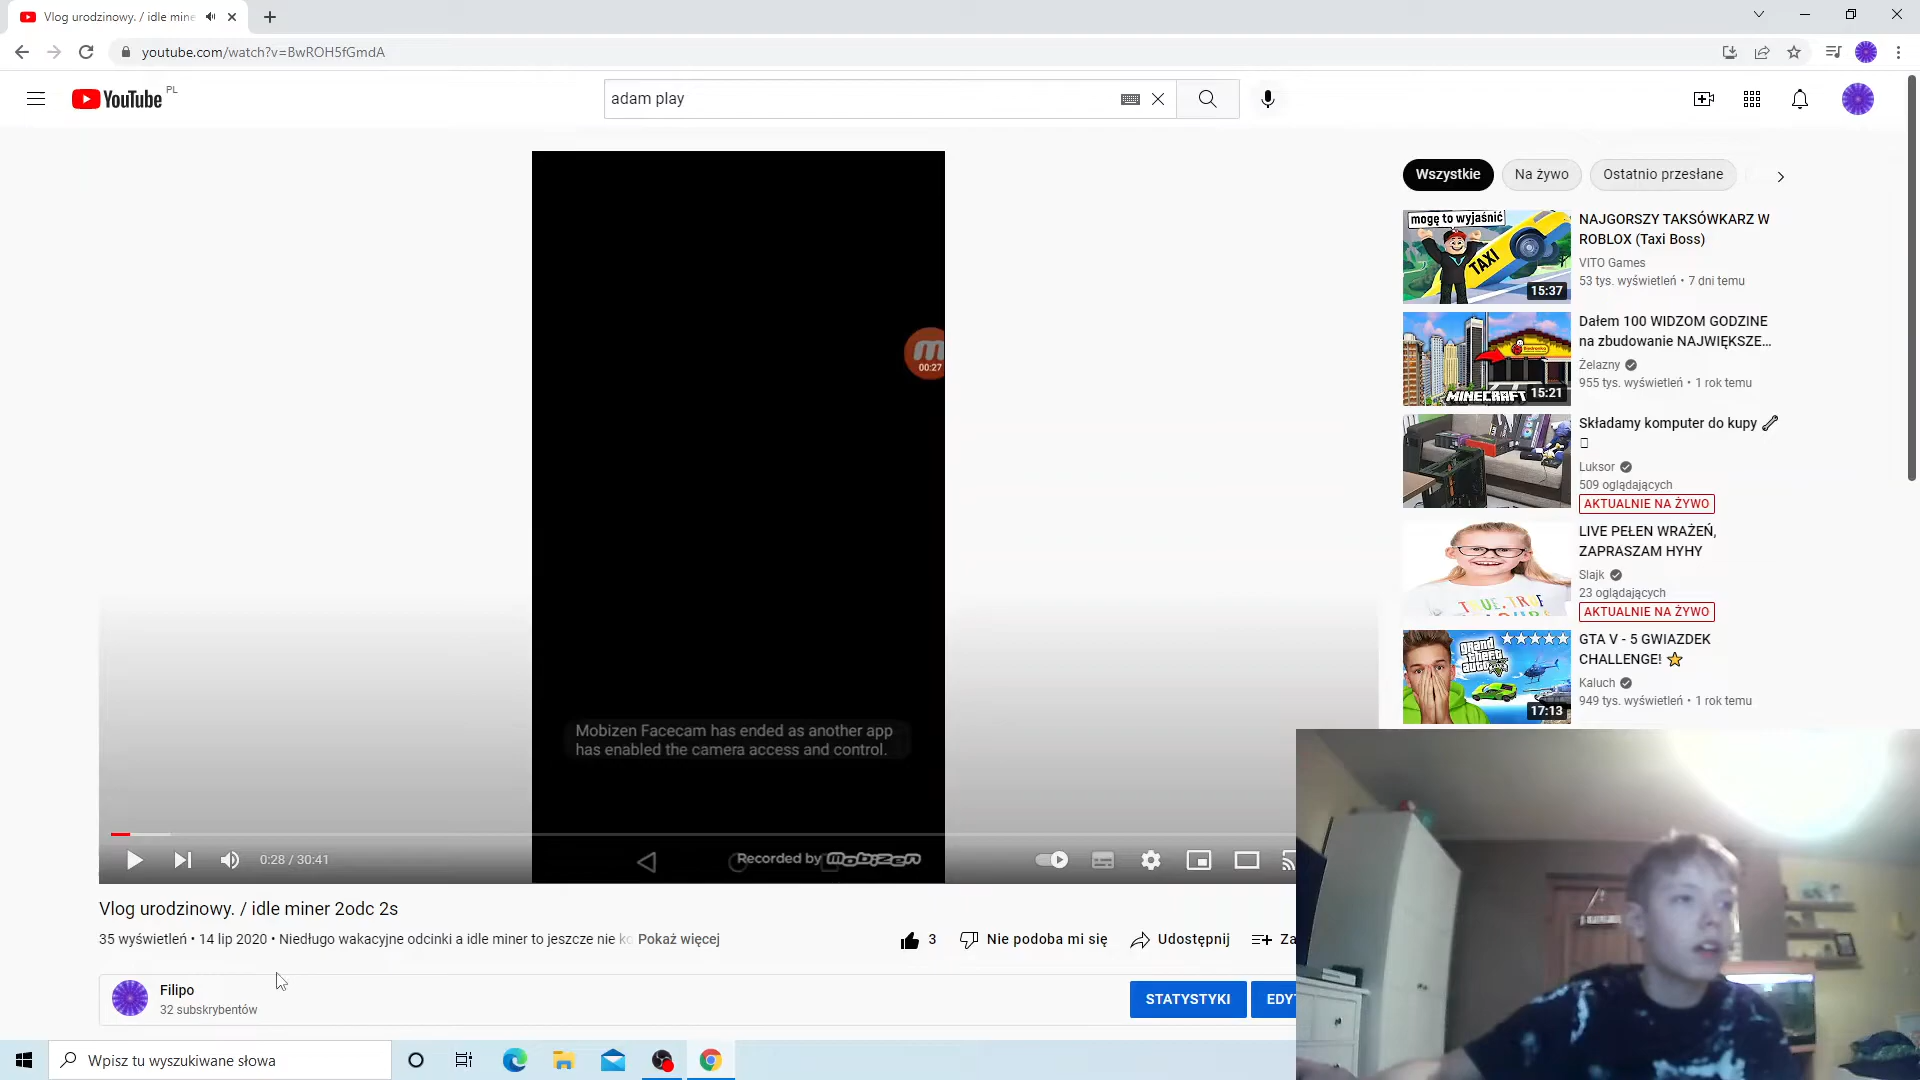 Vlog urodzinowy. / idle mine
youtube.com/watch?v=BwROH5fGmdA
YouTube PL
adam play
m
00:27
Mobizen Facecam has ended as another app
has enabled the camera access and control.
0:28 / 30:41
Recorded by mobizen
Vlog urodzinowy. / idle miner 2odc 2s
35 wyświetleń • 14 lip 2020 • Niedługo wakacyjne odcinki a idle miner to jeszcze nie ko Pokaż więcej
3 Nie podoba mi się Udostępnij Za
Filipo
32 subskrybentów
STATYSTYKI EDYT
Wszystkie Na żywo Ostatnio przesłane
mogę to wyjaśnić
TAXI
15:37
NAJGORSZY TAKSÓWKARZ W
ROBLOX (Taxi Boss)
VITO Games
53 tys. wyświetleń • 7 dni temu
MINECRAFT 15:21
Dałem 100 WIDZOM GODZINE
na zbudowanie NAJWIĘKSZE...
Żelazny
955 tys. wyświetleń • 1 rok temu
Składamy komputer do kupy
Luksor
509 oglądających
AKTUALNIE NA ŻYWO
LIVE PEŁEN WRAŻEŃ,
ZAPRASZAM HYHY
Slajk
23 oglądających
AKTUALNIE NA ŻYWO
grand
theft
auto
17:13
GTA V - 5 GWIAZDEK
CHALLENGE!
Kaluch
949 tys. wyświetleń • 1 rok temu
Wpisz tu wyszukiwane słowa